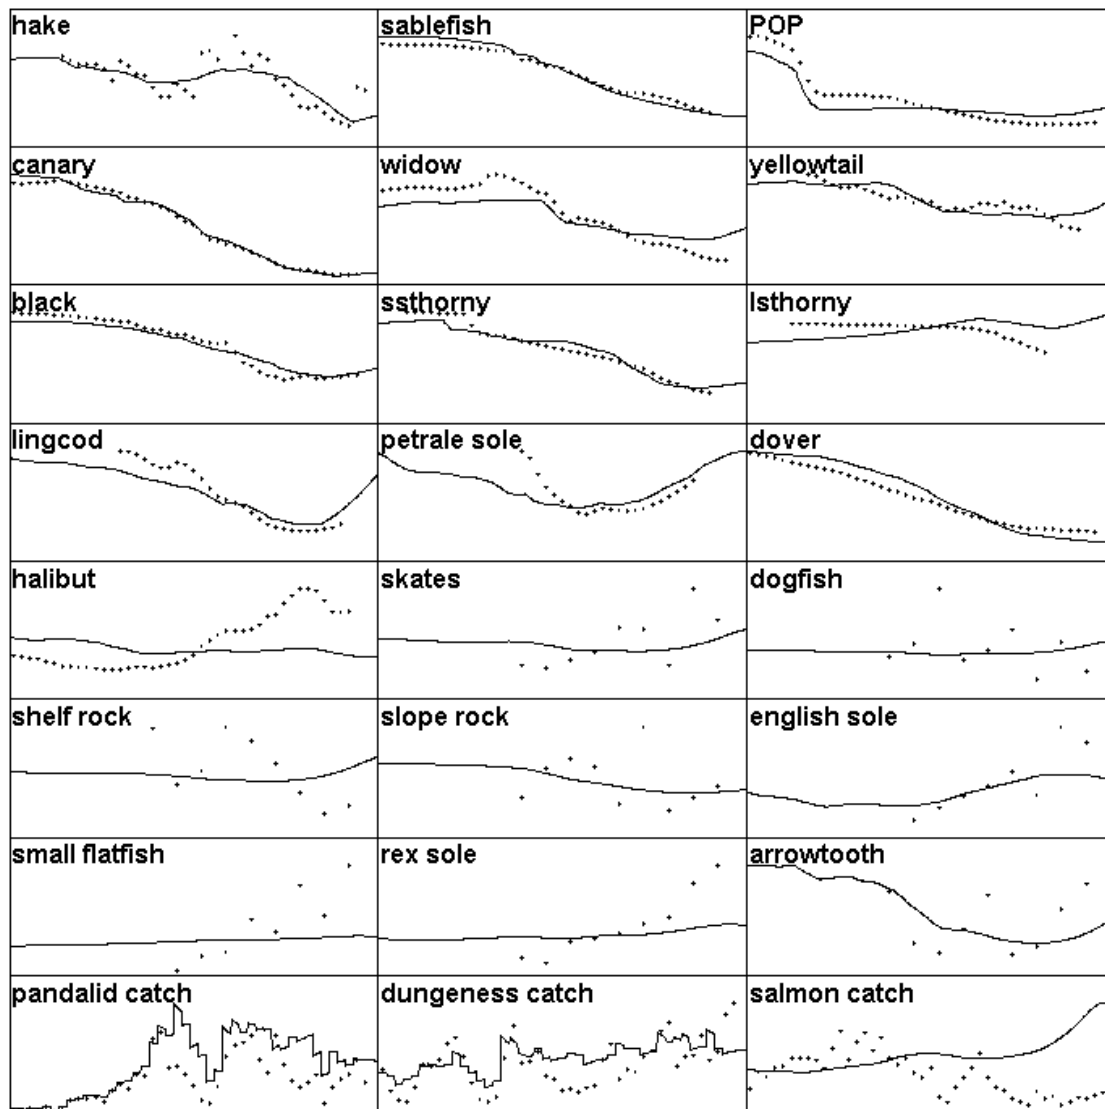 hake
sablefish
POP
canary
widow
yellowtail
black
ssthorny
lsthorny
lingcod
petrale sole
dover
halibut
skates
dogfish
shelf rock
slope rock
english sole
small flatfish
rex sole
arrowtooth
pandalid catch
dungeness catch
salmon catch